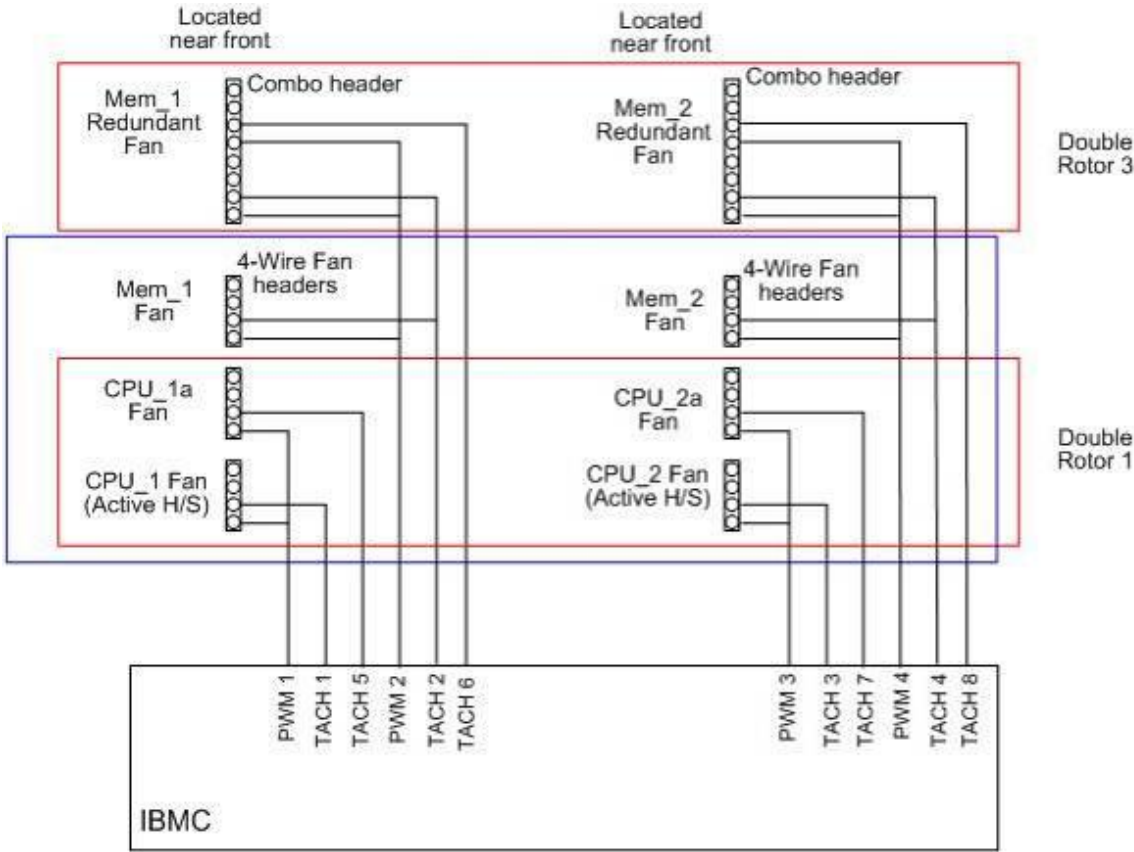 Located
near front
Located
near front
Mem_1
Redundant
Fan
Combo header
Mem_2
Redundant
Fan
Combo header
Double
Rotor 3
Mem_1
Fan
4-Wire Fan
headers
Mem_2
Fan
4-Wire Fan
headers
CPU_1a
Fan
CPU_2a
Fan
CPU_1 Fan
(Active H/S)
CPU_2 Fan
(Active H/S)
Double
Rotor 1
PWM 1
TACH 1
TACH 5
PWM 2
TACH 2
TACH 6
PWM 3
TACH 3
TACH 7
PWM 4
TACH 4
TACH 8
IBMC